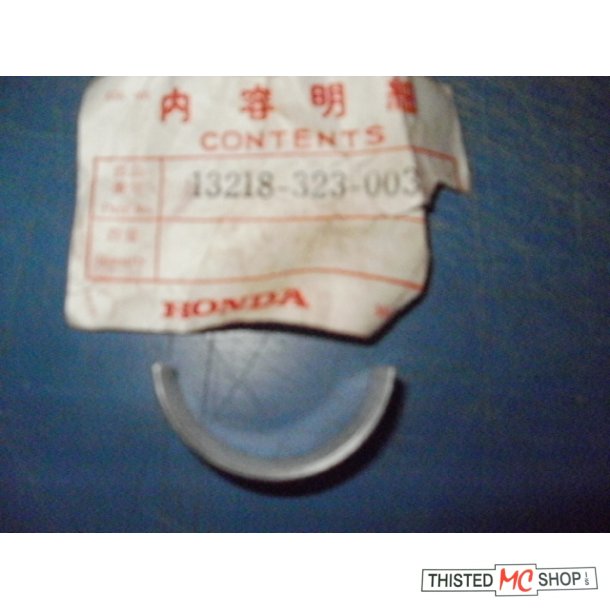 内容明細
CONTENTS
13218-323-003
HONDA
THISTED MC SHOP I/S